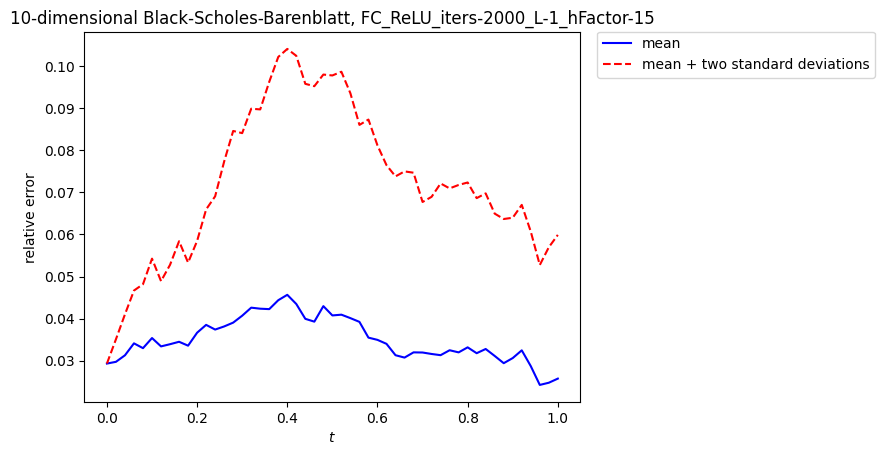 10-dimensional Black-Scholes-Barenblatt, FC_ReLU_iters-2000_L-1_hFactor-15
mean
mean + two standard deviations
relative error
0.10
0.09
0.08
0.07
0.06
0.05
0.04
0.03
0.0 0.2 0.4 0.6 0.8 1.0
t